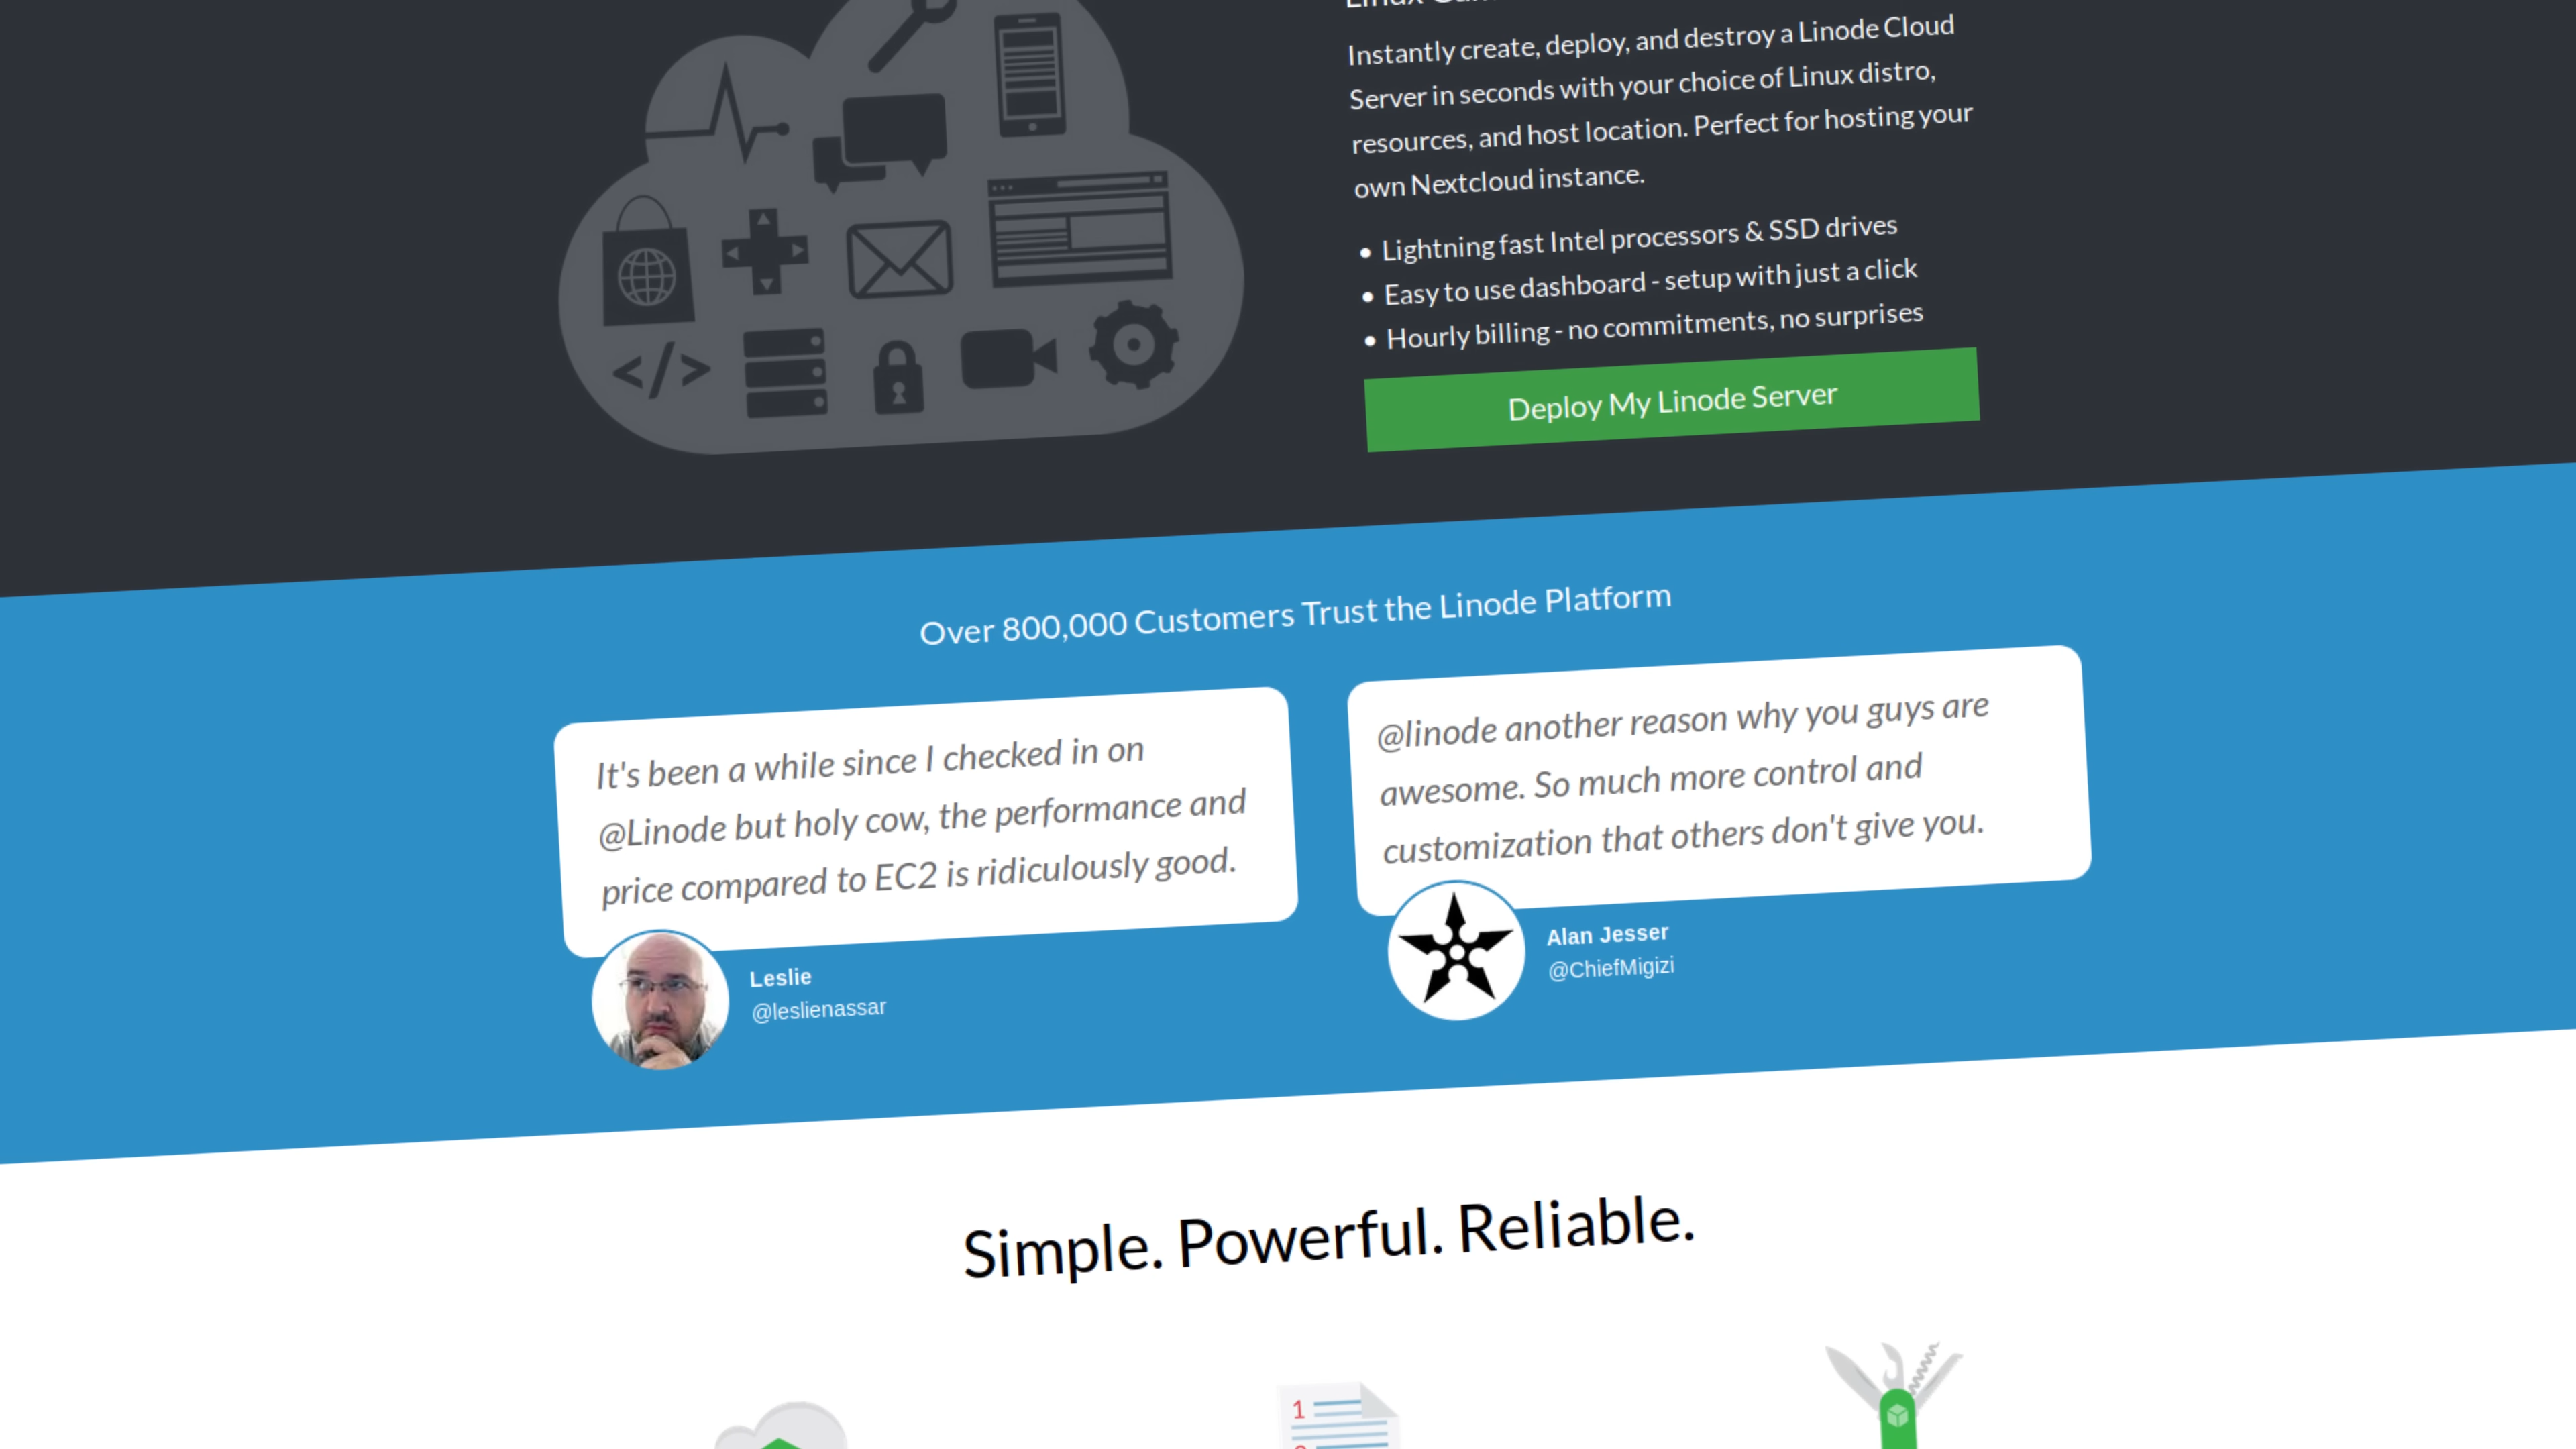 Instantly create, deploy, and destroy a Linode Cloud
Server in seconds with your choice of Linux distro,
resources, and host location. Perfect for hosting your
own Nextcloud instance.
• Lightning fast Intel processors & SSD drives
• Easy to use dashboard - setup with just a click
• Hourly billing - no commitments, no surprises
Deploy My Linode Server
</>
Over 800,000 Customers Trust the Linode Platform
It's been a while since I checked in on
@Linode but holy cow, the performance and
price compared to EC2 is ridiculously good.
Leslie
@leslienassar
@linode another reason why you guys are
awesome. So much more control and
customization that others don't give you.
Alan Jesser
@ChiefMigizi
Simple. Powerful. Reliable.
1